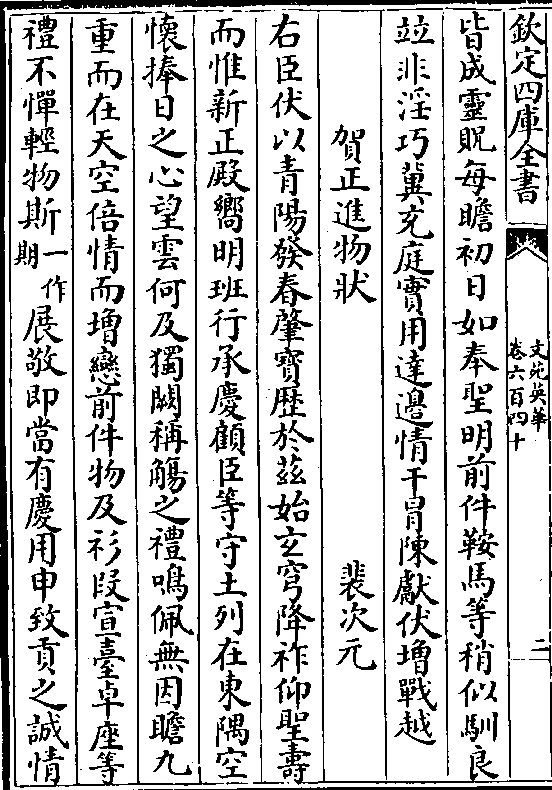 欽定四庫全書
文苑英華
卷六百四十
二
皆成靈貺每瞻初日如奉聖明前件鞍馬等稍似馴良
竝非淫巧冀充庭實用達邊情干冒陳獻伏增戰越
賀正進物狀 裴次元
右臣伏以青陽發春肇寶歴於茲始玄穹降祚仰聖壽
而惟新正殿嚮明班行承慶顧臣等守土列在東隅空
懷捧日之心望雲何及獨闕稱觴之禮鳴佩無因瞻九
重而在天空倍情而增戀前件物及衫段宣臺卓座等
禮不憚輕物斯一作期展敬即當有慶用申致貢之誠情